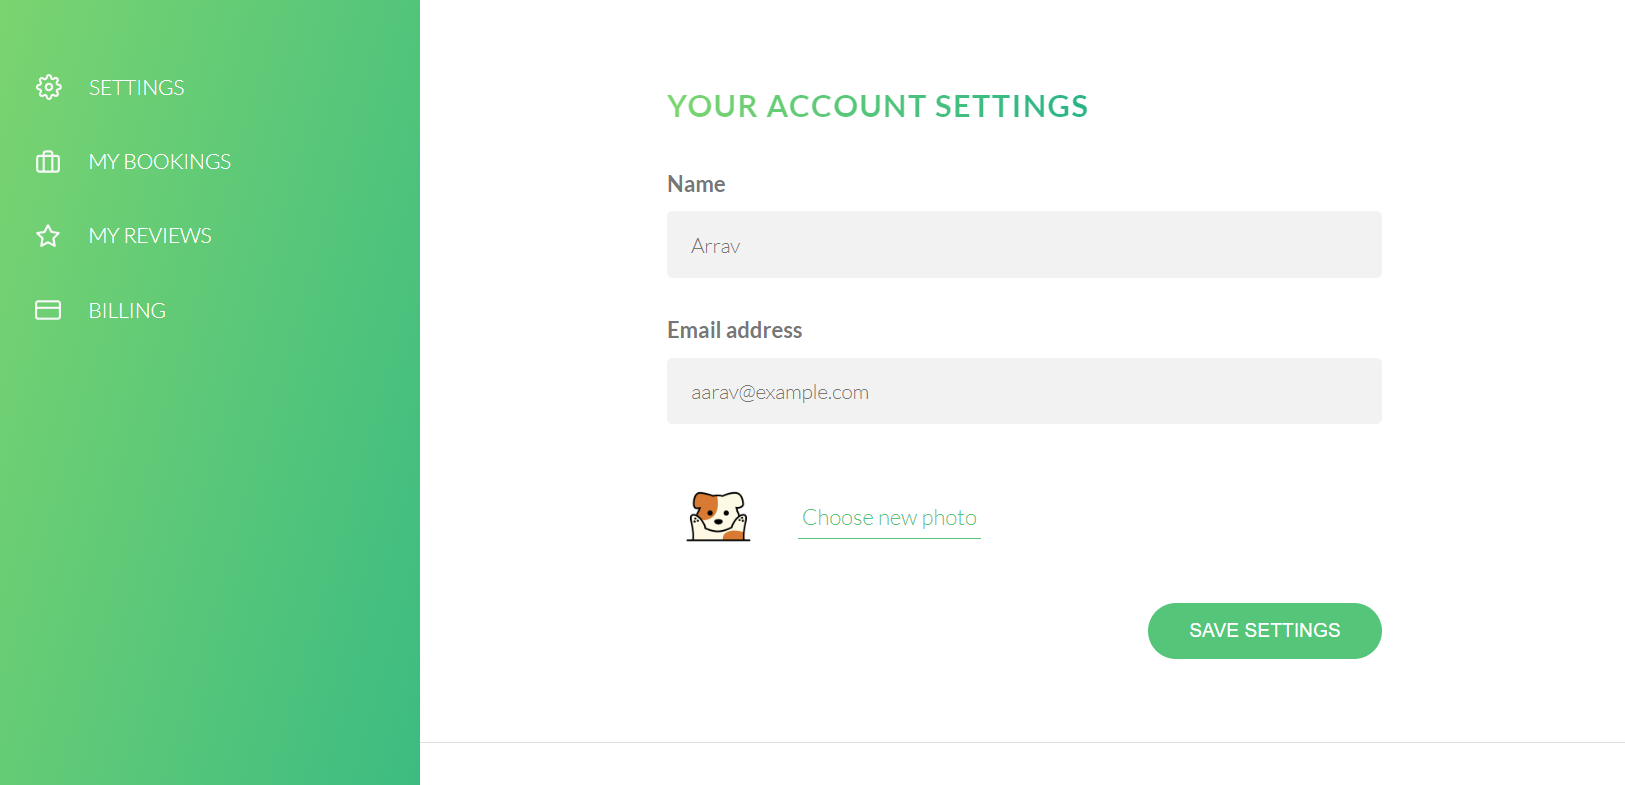 SETTINGS
MY BOOKINGS
MY REVIEWS
BILLING
YOUR ACCOUNT SETTINGS
Name
Arrav
Email address
aarav@example.com
Choose new photo
SAVE SETTINGS